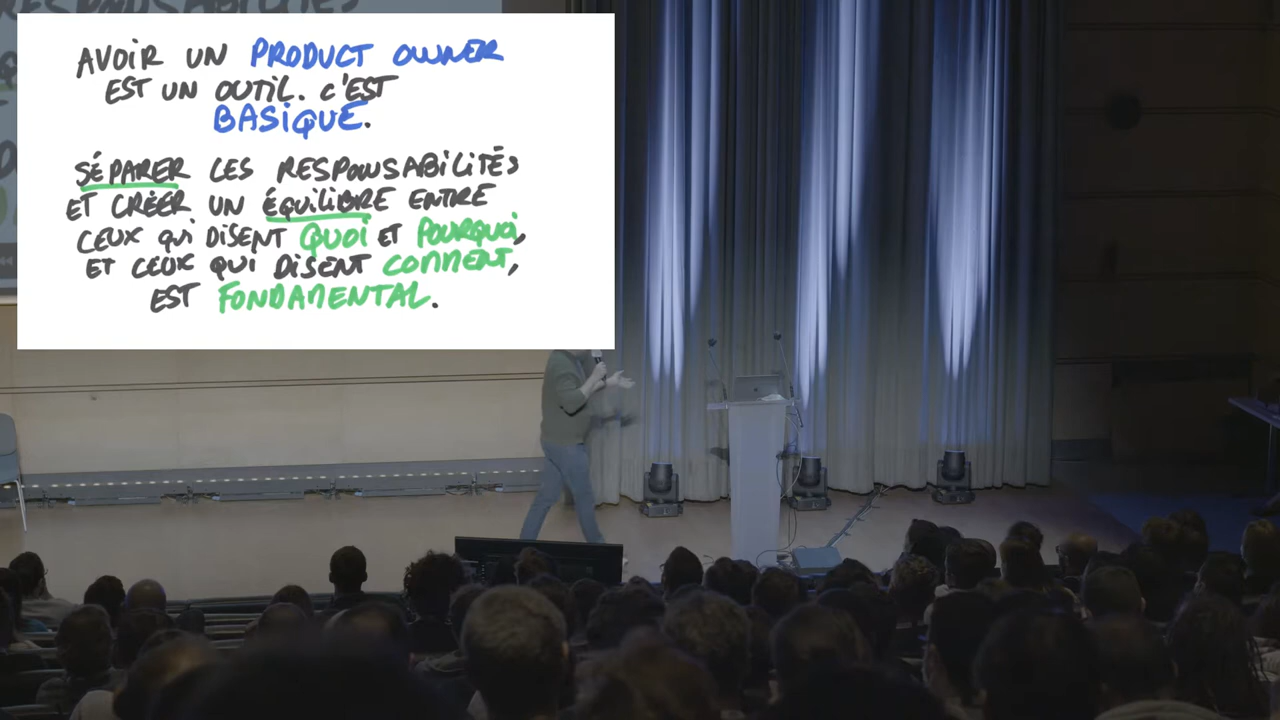 AVOIR UN PRODUCT OWNER
EST UN OUTIL. C'EST
BASIQUE.
SÉPARER LES RESPONSABILITÉS
ET CRÉER UN ÉQUILIBRE ENTRE
CEUX QUI DISENT QUOI ET POURQUOI,
ET CEUX QUI DISENT COMMENT,
EST FONDAMENTAL.